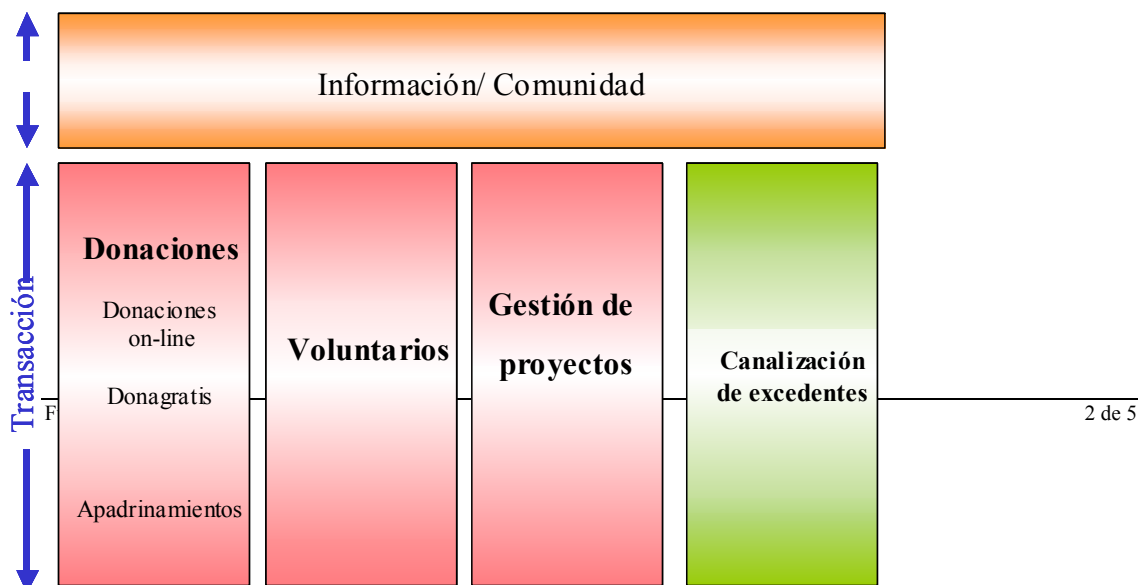 Información/ Comunidad
Transacción
Donaciones
Donaciones
on-line
Donagratis
Apadrinamientos
Voluntarios
Gestión de
proyectos
Canalización
de excedentes
F
2 de 5